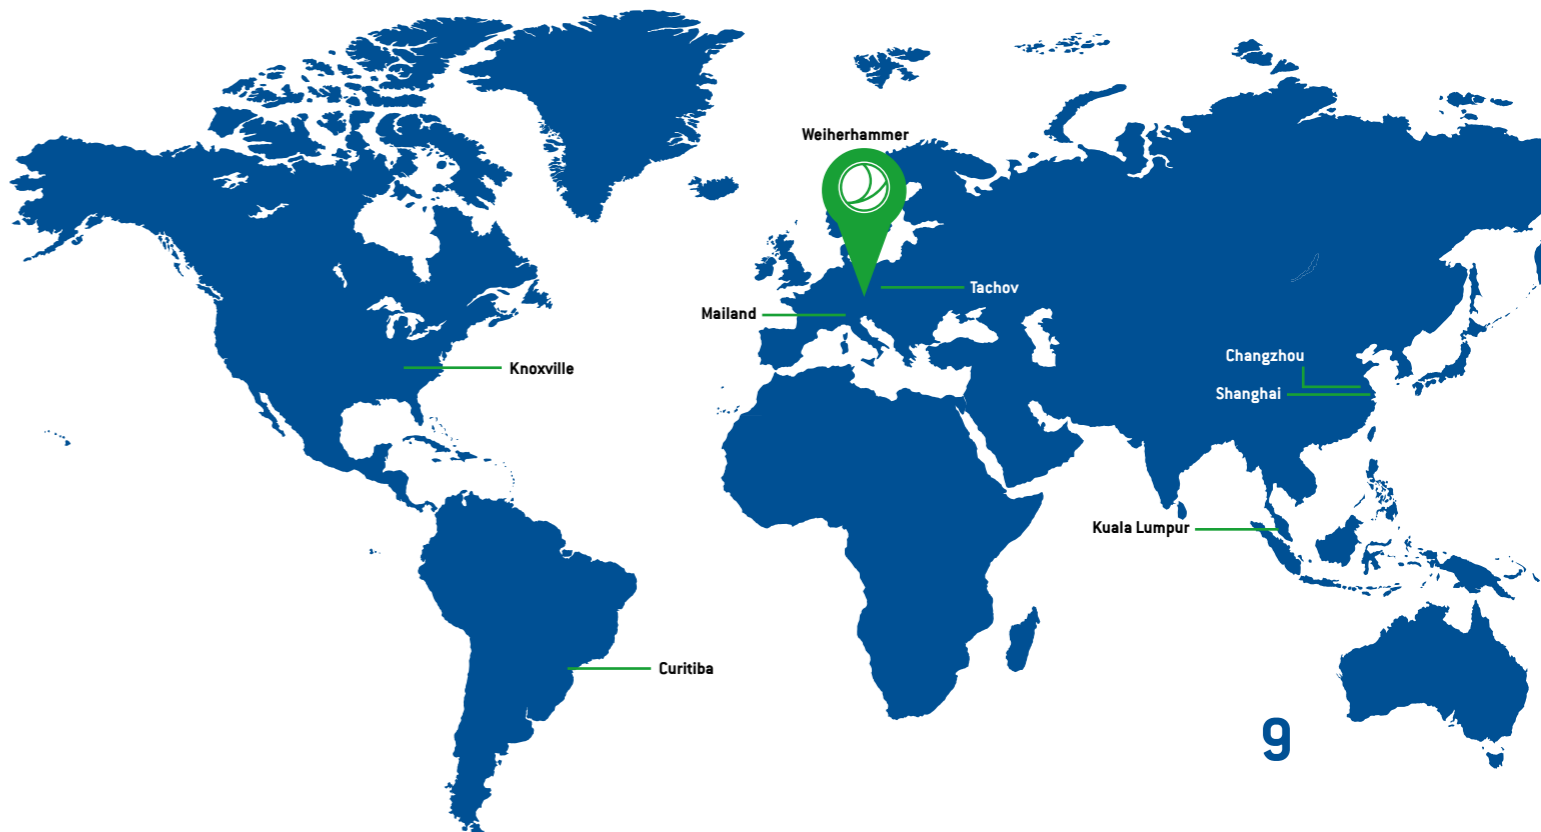 Weiherhammer
Tachov
Mailand
Changzhou
Knoxville
Shanghai
Kuala Lumpur
Curitiba
9